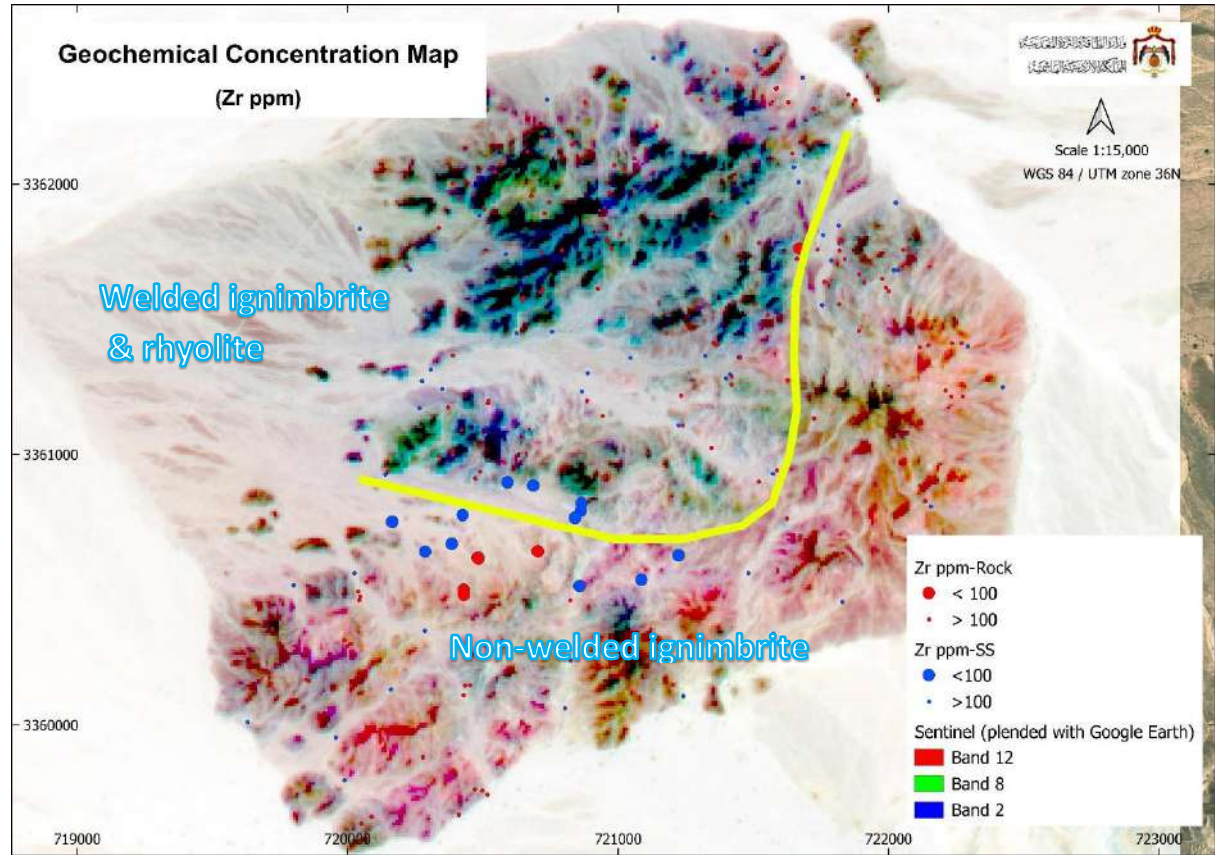 Geochemical Concentration Map
(Zr ppm)
Scale 1:15,000
WGS 84 / UTM zone 36N
3362000
3361000
3360000
Welded ignimbrite
& rhyolite
Non-welded ignimbrite
Zr ppm-Rock
< 100
> 100
Zr ppm-SS
<100
>100
Sentinel (plended with Google Earth)
Band 12
Band 8
Band 2
719000
720000
721000
722000
723000